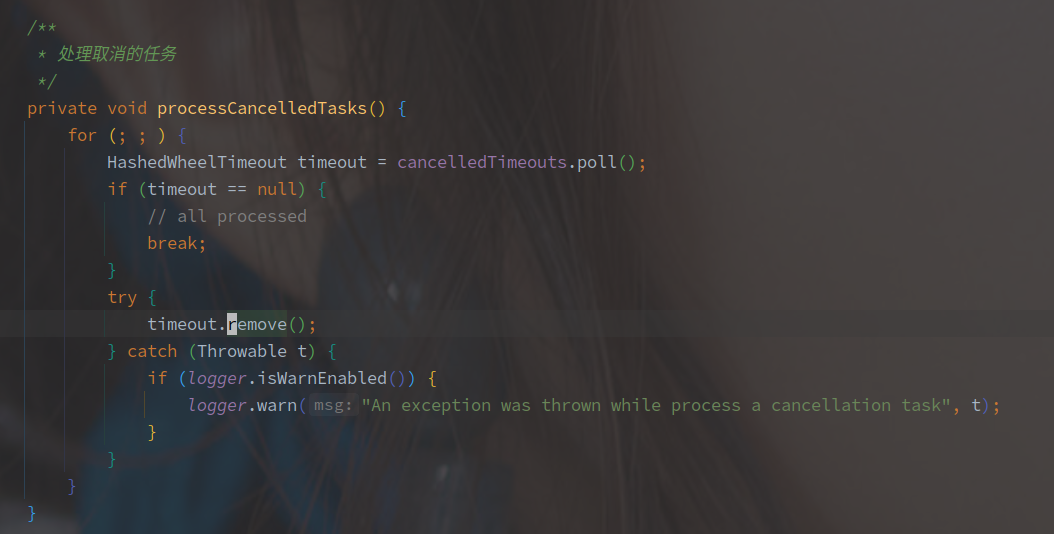 /**
 * 处理取消的任务
 */
private void processCancelledTasks() {
    for (; ; ) {
        HashedWheelTimeout timeout = cancelledTimeouts.poll();
        if (timeout == null) {
            // all processed
            break;
        }
        try {
            timeout.remove();
        } catch (Throwable t) {
            if (logger.isWarnEnabled()) {
                logger.warn( msg: "An exception was thrown while process a cancellation task", t);
            }
        }
    }
}